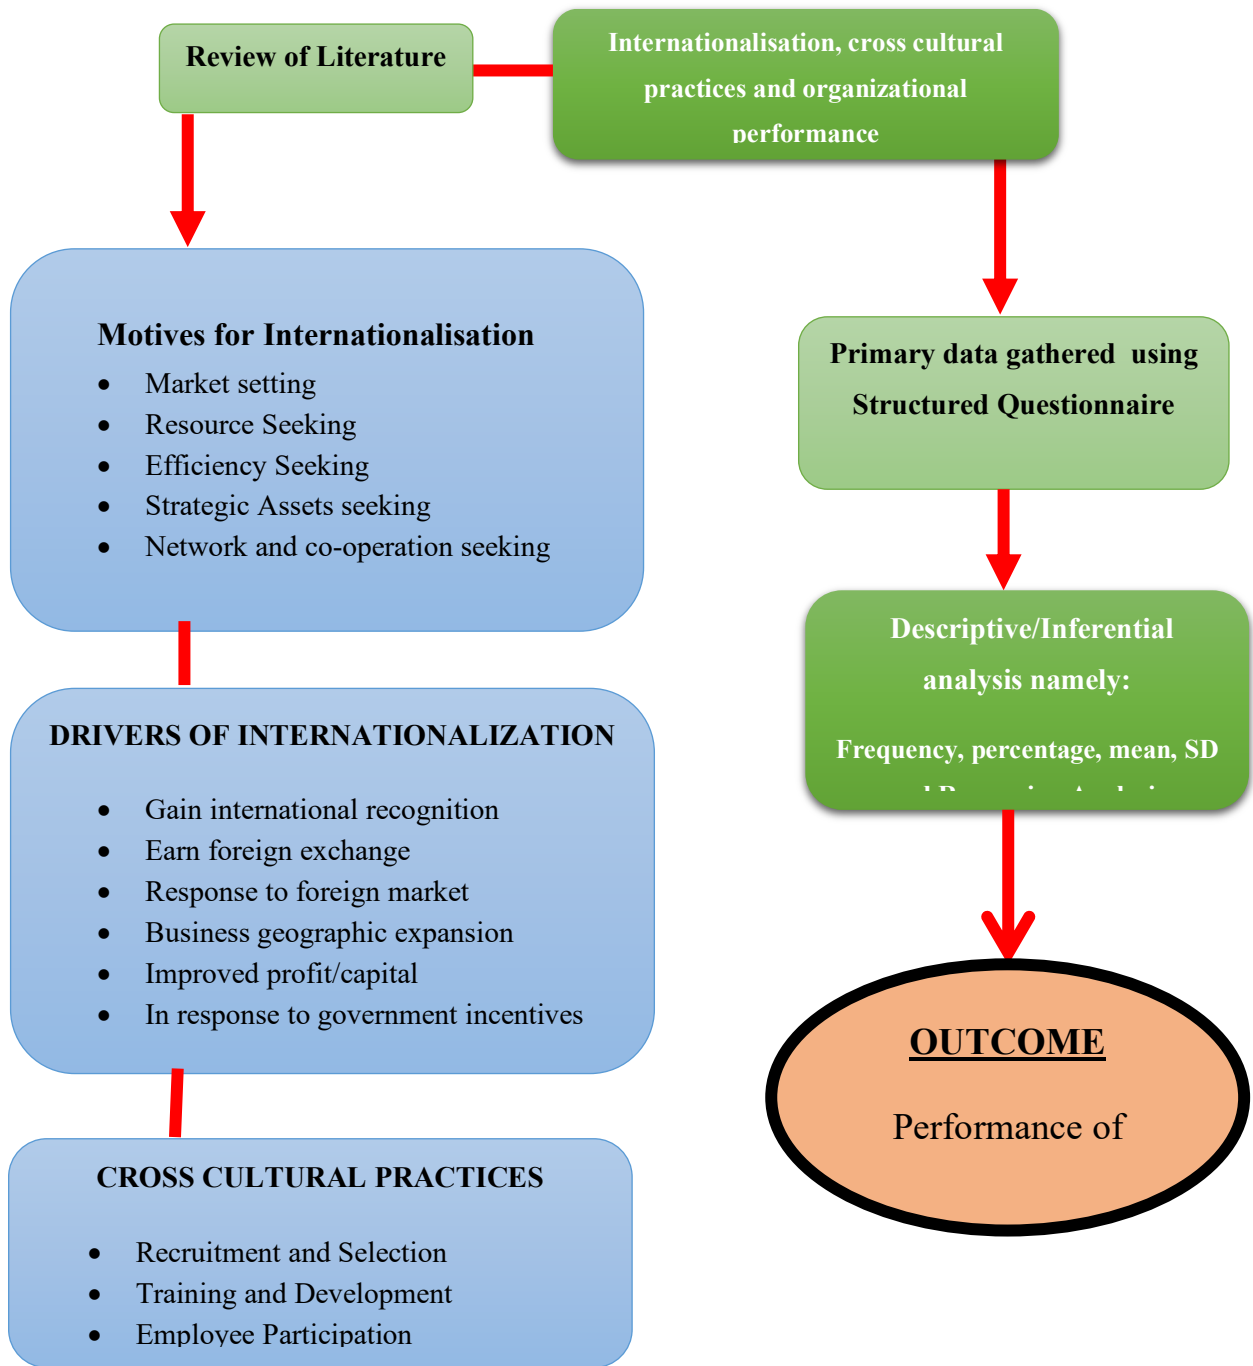 Review of Literature
Internationalisation, cross cultural
practices and organizational
performance
Motives for Internationalisation
• Market setting
• Resource Seeking
• Efficiency Seeking
• Strategic Assets seeking
• Network and co-operation seeking
DRIVERS OF INTERNATIONALIZATION
• Gain international recognition
• Earn foreign exchange
• Response to foreign market
• Business geographic expansion
• Improved profit/capital
• In response to government incentives
CROSS CULTURAL PRACTICES
• Recruitment and Selection
• Training and Development
• Employee Participation
Primary data gathered using
Structured Questionnaire
Descriptive/Inferential
analysis namely:
Frequency, percentage, mean, SD
OUTCOME
Performance of